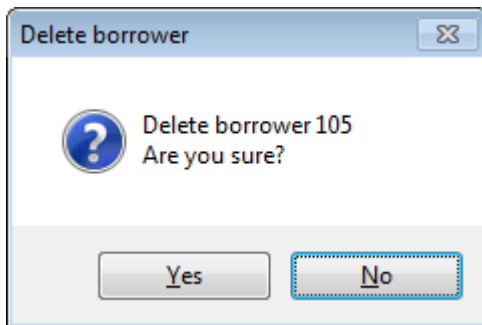 Delete borrower
Delete borrower 105
Are you sure?
Yes
No